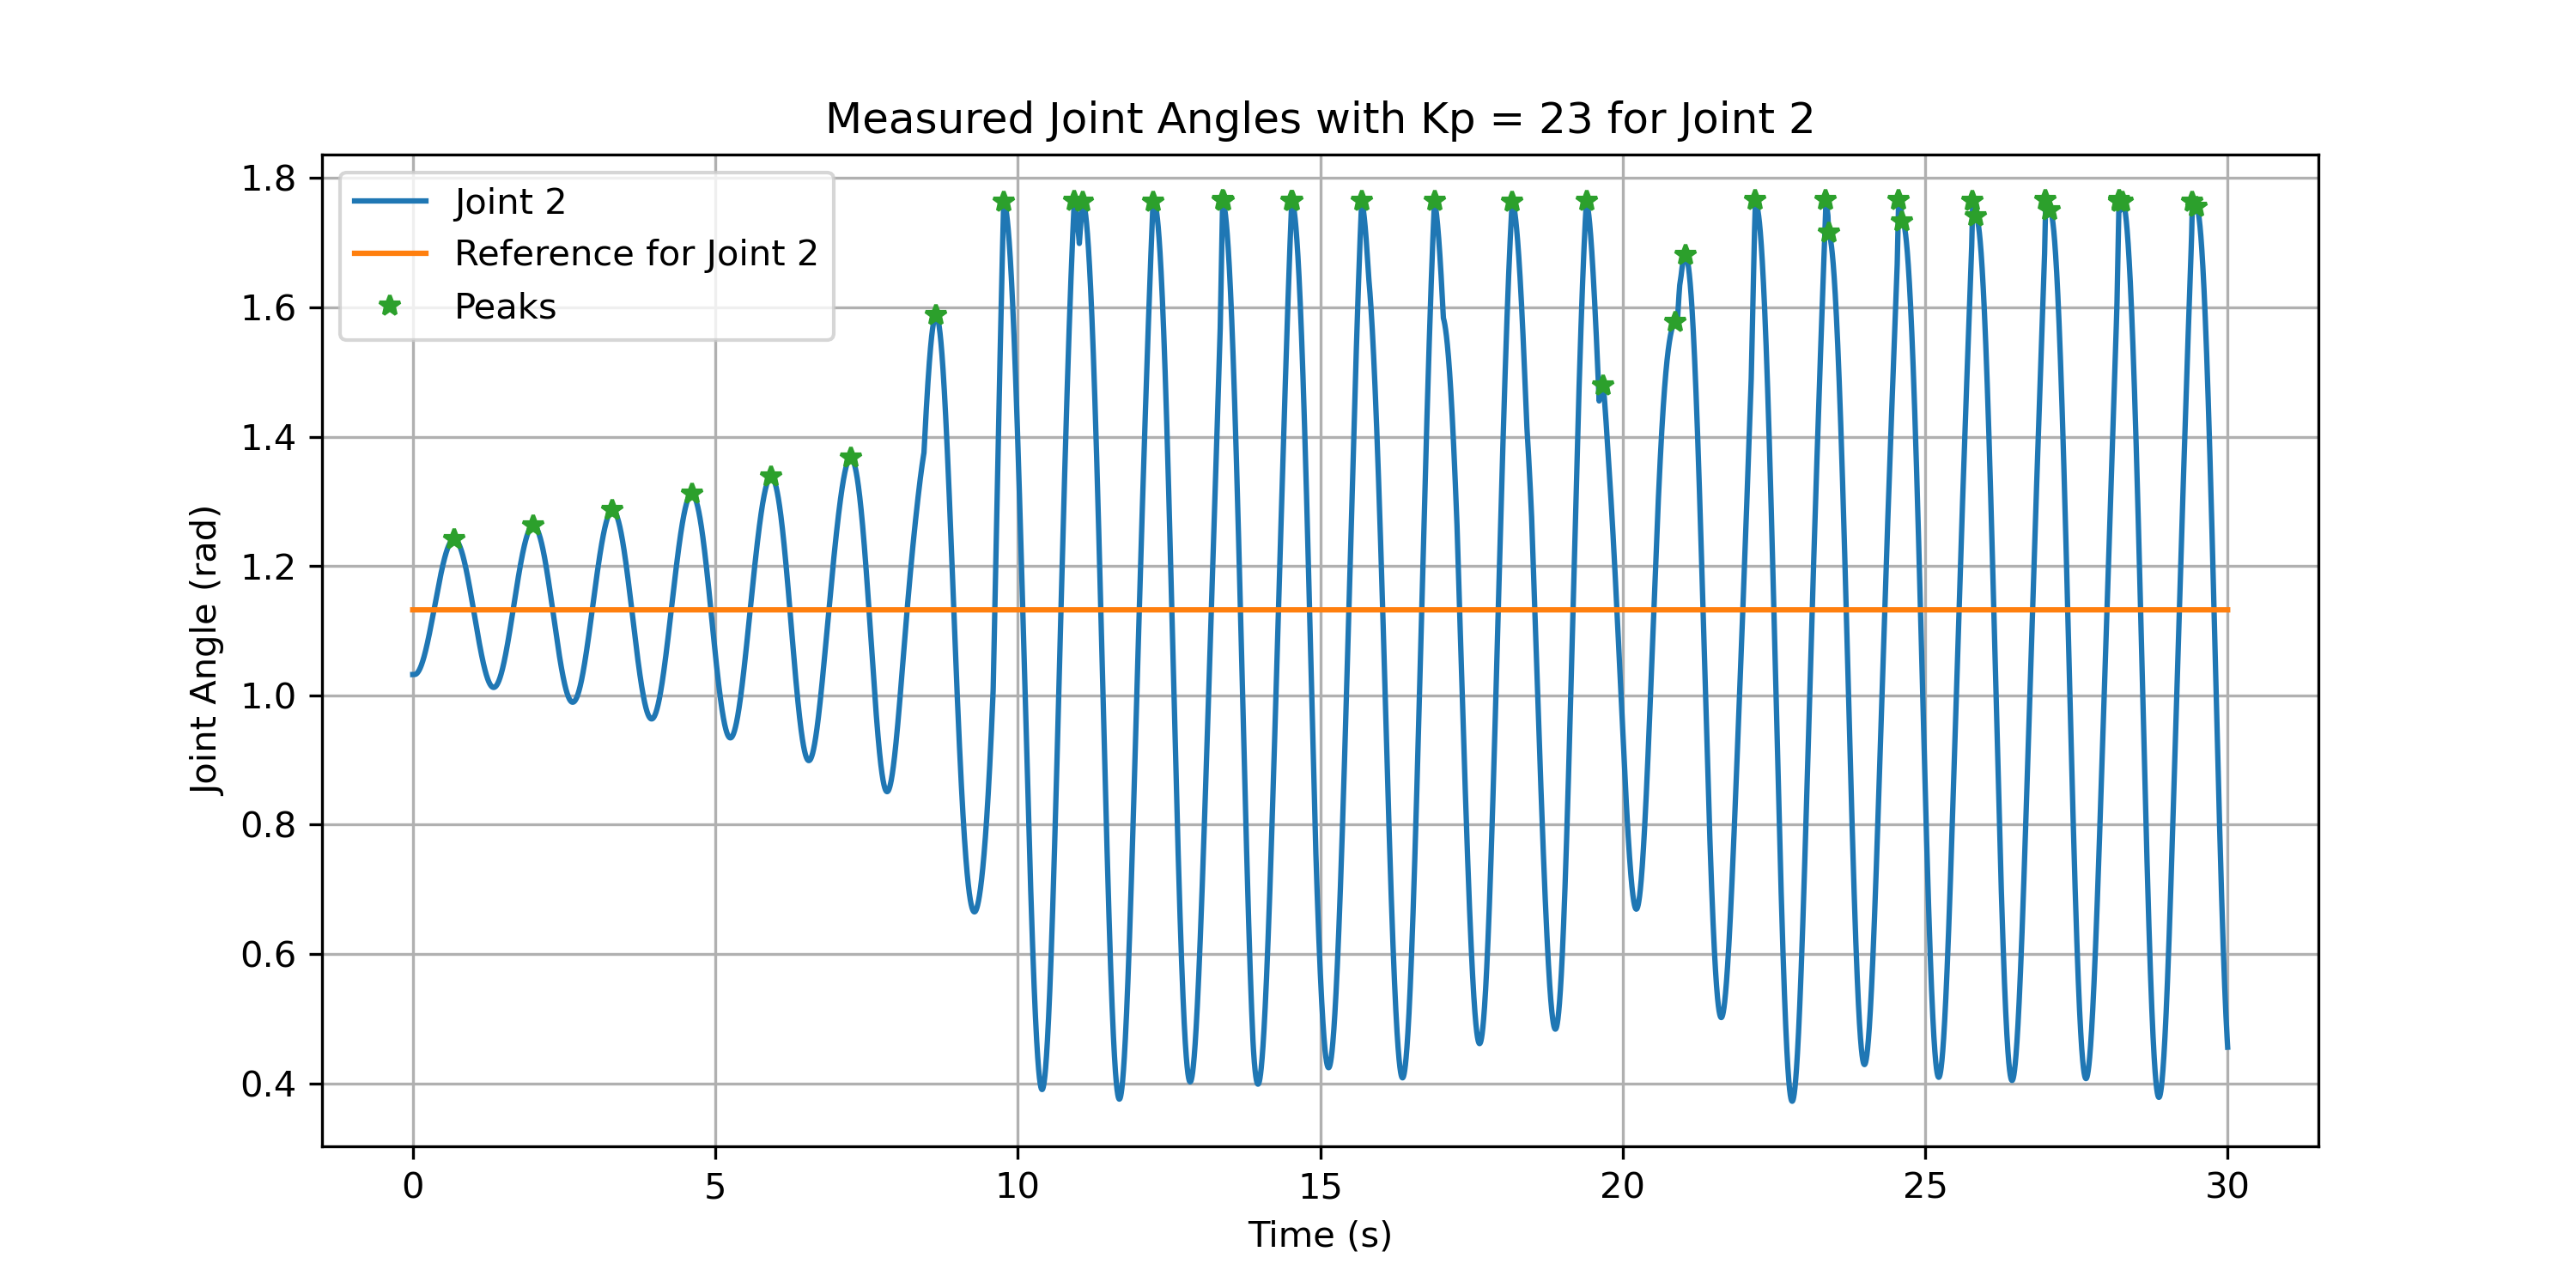 Measured Joint Angles with Kp = 23 for Joint 2
Joint 2
Reference for Joint 2
Peaks
Joint Angle (rad)
1.8
1.6
1.4
1.2
1.0
0.8
0.6
0.4
0 5 10 15 20 25 30
Time (s)